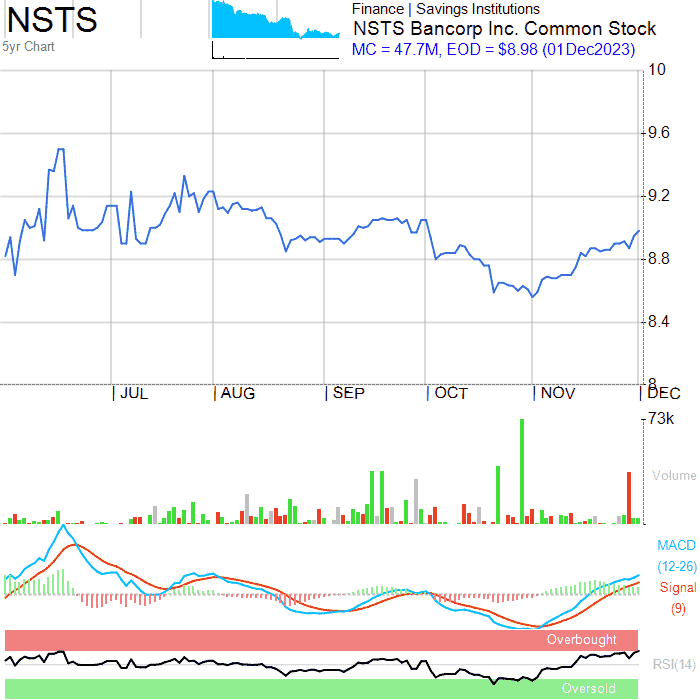 NSTS
5yr Chart
Finance | Savings Institutions
NSTS Bancorp Inc. Common Stock
MC = 47.7M, EOD = $8.98 (01Dec2023)
10
9.6
9.2
8.8
8.4
8
JUL AUG SEP OCT NOV DEC
73k
Volume
MACD
(12-26)
Signal
(9)
Overbought
RSI(14)
Oversold